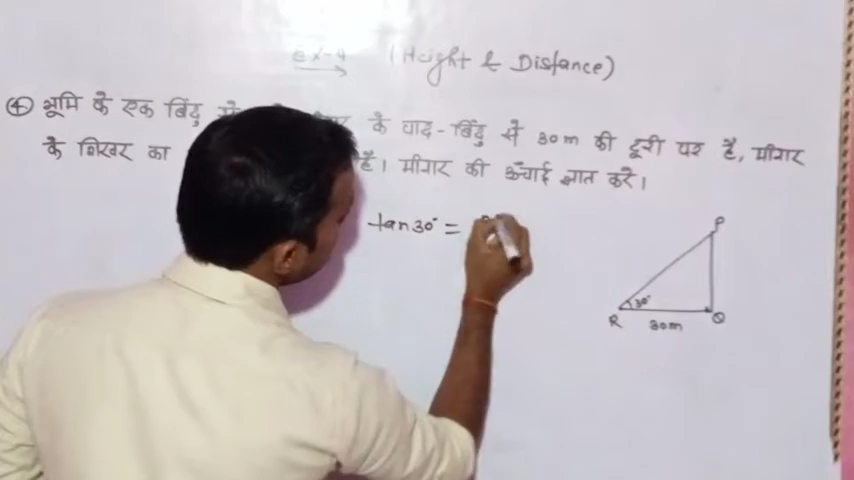 Ex-9 (Height & Distance)
④ भूमि के एक बिंदु से के पाद-बिंदु से 30m की दूरी पर है, मीनार
के शिखर का है। मीनार की ऊँचाई ज्ञात करे।
tan30° =
P
30°
R Q
30m